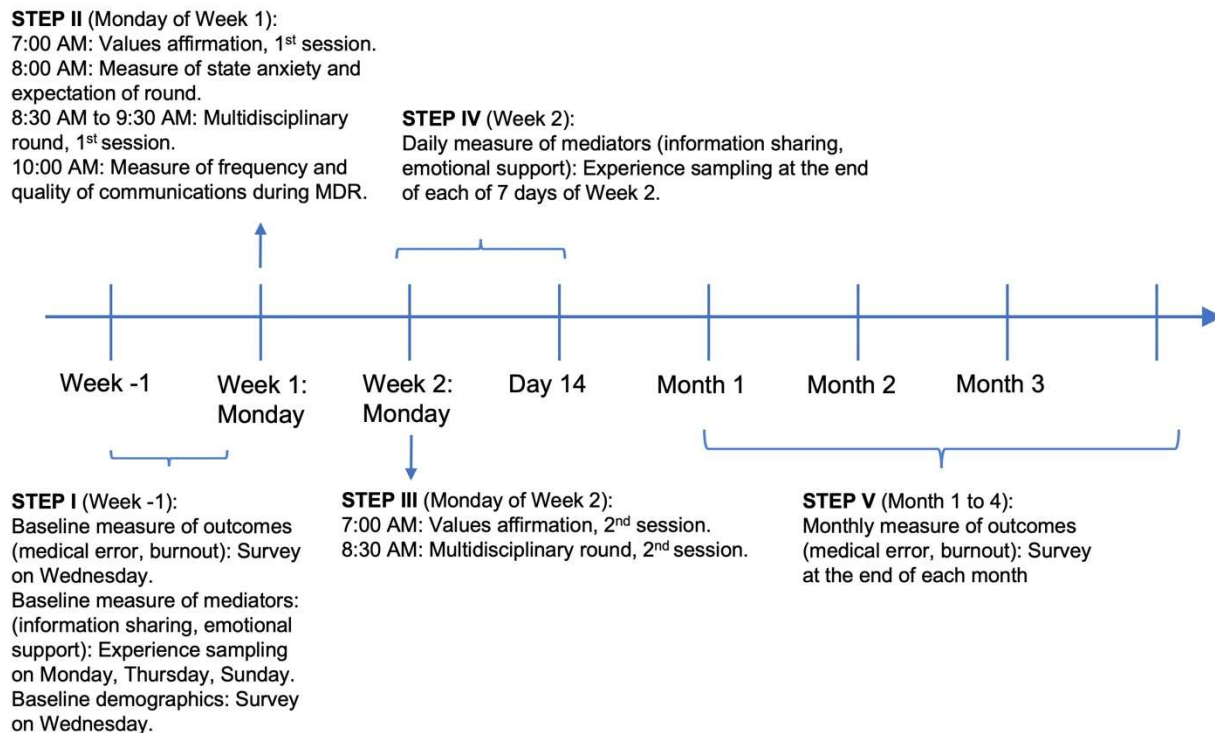 STEP II (Monday of Week 1):
7:00 AM: Values affirmation, 1st session.
8:00 AM: Measure of state anxiety and
expectation of round.
8:30 AM to 9:30 AM: Multidisciplinary
round, 1st session.
10:00 AM: Measure of frequency and
quality of communications during MDR.
STEP IV (Week 2):
Daily measure of mediators (information sharing,
emotional support): Experience sampling at the end
of each of 7 days of Week 2.
Week -1
Week 1:
Monday
Week 2:
Monday
Day 14
Month 1
Month 2
Month 3
STEP I (Week -1):
Baseline measure of outcomes
(medical error, burnout): Survey
on Wednesday.
Baseline measure of mediators:
(information sharing, emotional
support): Experience sampling
on Monday, Thursday, Sunday.
Baseline demographics: Survey
on Wednesday.
STEP III (Monday of Week 2):
7:00 AM: Values affirmation, 2nd session.
8:30 AM: Multidisciplinary round, 2nd session.
STEP V (Month 1 to 4):
Monthly measure of outcomes
(medical error, burnout): Survey
at the end of each month